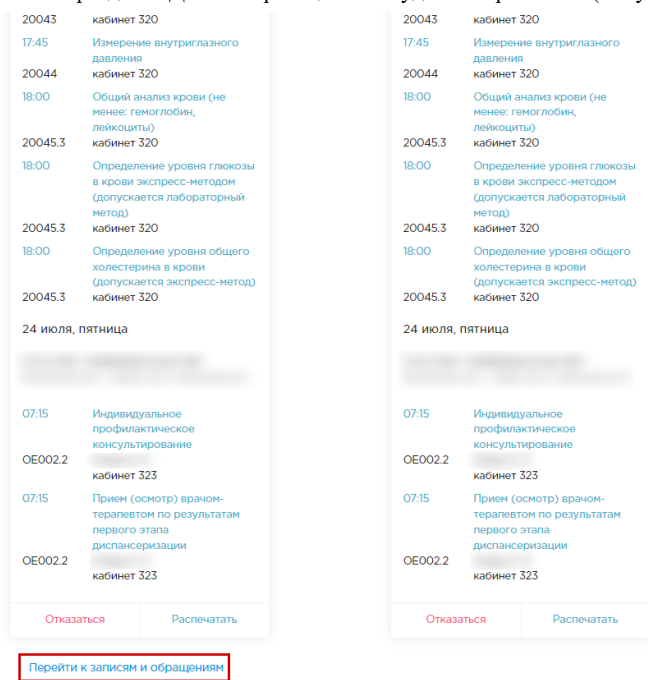 20043 кабинет 320
17:45 Измерение внутриглазного
давления
20044 кабинет 320
18:00 Общий анализ крови (не
менее: гемоглобин,
лейкоциты)
20045.3 кабинет 320
18:00 Определение уровня глюкозы
в крови экспресс-методом
(допускается лабораторный
метод)
20045.3 кабинет 320
18:00 Определение уровня общего
холестерина в крови
(допускается экспресс-метод)
20045.3 кабинет 320
24 июля, пятница
07:15 Индивидуальное
профилактическое
консультирование
OE002.2
кабинет 323
07:15 Прием (осмотр) врачом-
терапевтом по результатам
первого этапа
диспансеризации
OE002.2
кабинет 323
Отказаться Распечатать
Перейти к записям и обращениям
20043 кабинет 320
17:45 Измерение внутриглазного
давления
20044 кабинет 320
18:00 Общий анализ крови (не
менее: гемоглобин,
лейкоциты)
20045.3 кабинет 320
18:00 Определение уровня глюкозы
в крови экспресс-методом
(допускается лабораторный
метод)
20045.3 кабинет 320
18:00 Определение уровня общего
холестерина в крови
(допускается экспресс-метод)
20045.3 кабинет 320
24 июля, пятница
07:15 Индивидуальное
профилактическое
консультирование
OE002.2
кабинет 323
07:15 Прием (осмотр) врачом-
терапевтом по результатам
первого этапа
диспансеризации
OE002.2
кабинет 323
Отказаться Распечатать